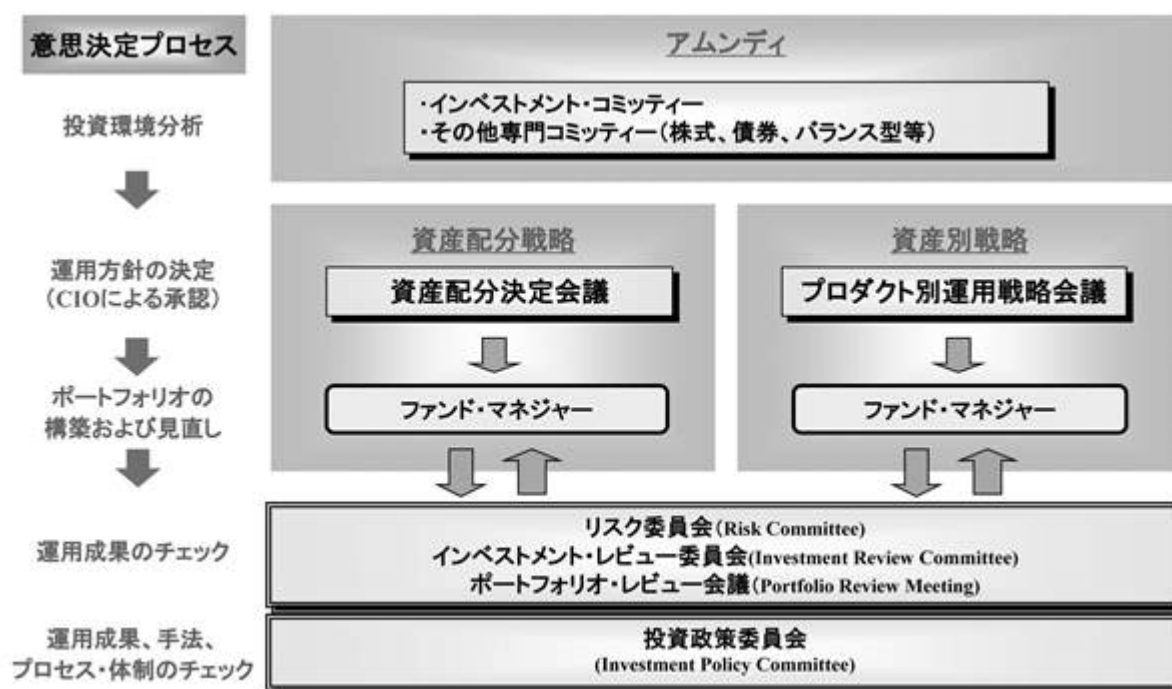 意思決定プロセス
アムンディ
・インベストメント・コミッティー
・その他専門コミッティー（株式、債券、バランス型等）
投資環境分析
資産配分戦略
資産別戦略
運用方針の決定
（CIOによる承認）
資産配分決定会議
プロダクト別運用戦略会議
ポートフォリオの
構築および見直し
ファンド・マネジャー
ファンド・マネジャー
運用成果のチェック
リスク委員会(Risk Committee)
インベストメント・レビュー委員会(Investment Review Committee)
ポートフォリオ・レビュー会議(Portfolio Review Meeting)
運用成果、手法、
プロセス・体制のチェック
投資政策委員会
(Investment Policy Committee)